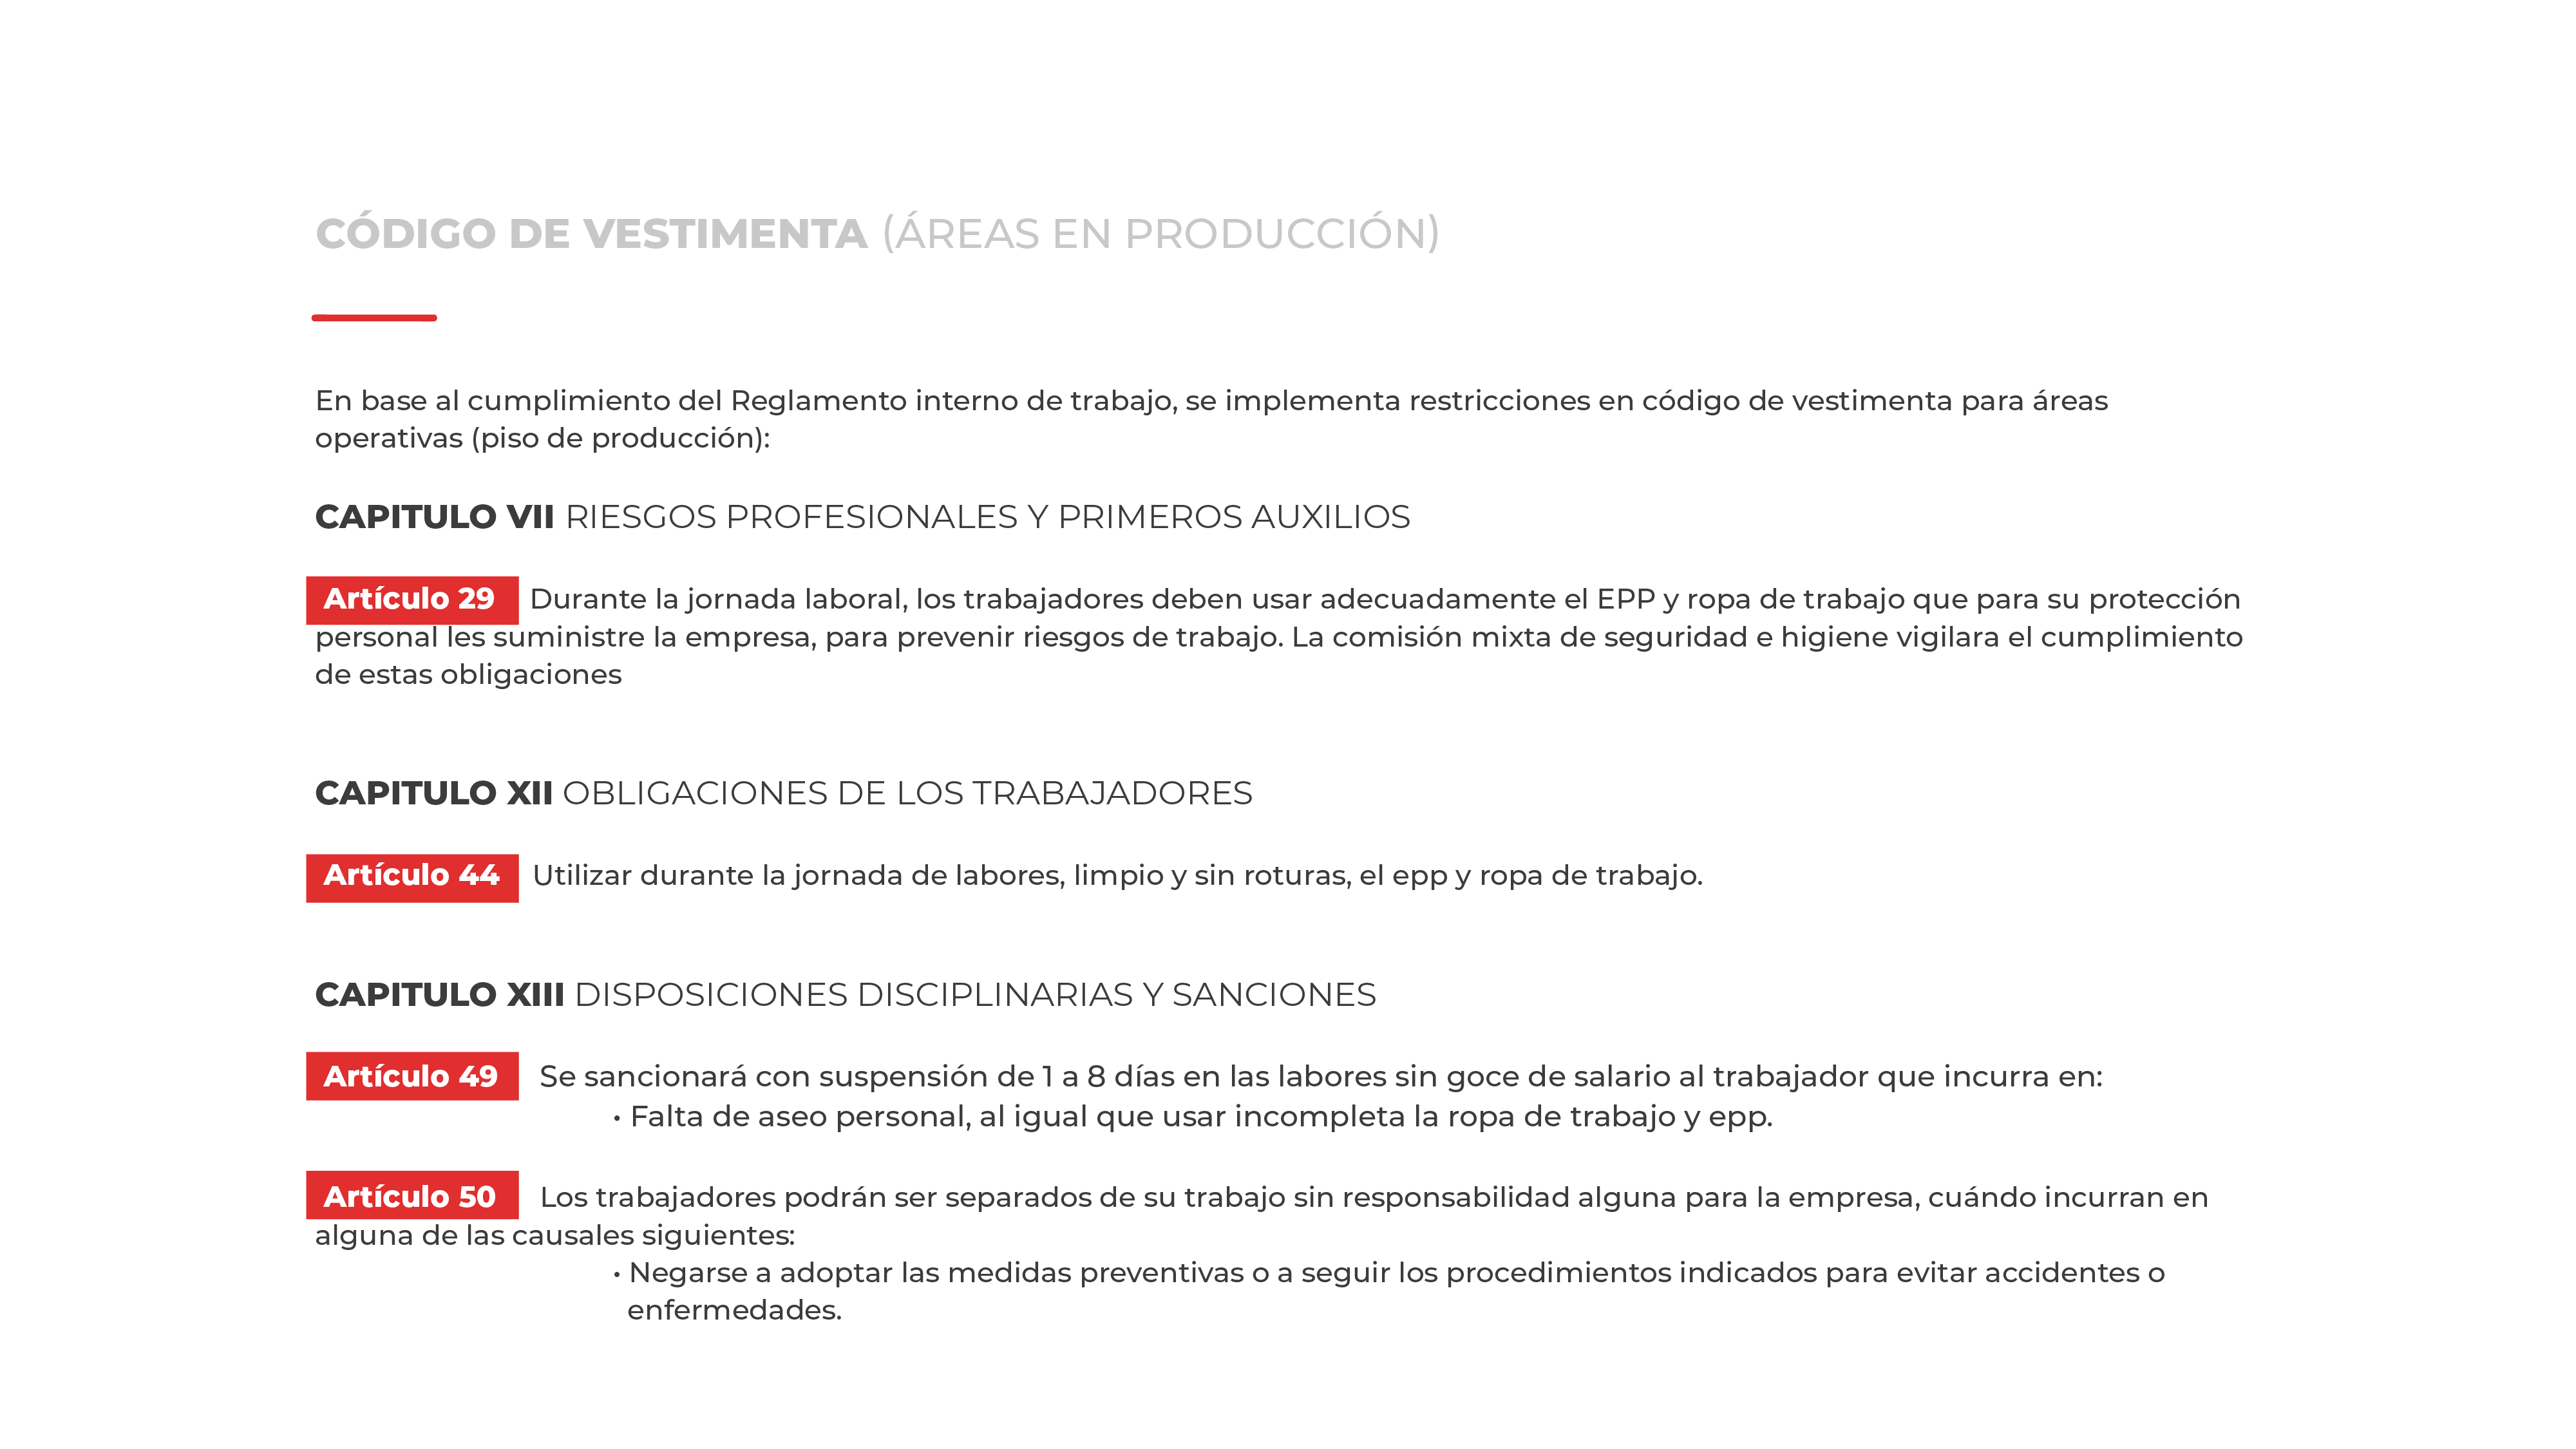 CÓDIGO DE VESTIMENTA (ÁREAS EN PRODUCCIÓN)
En base al cumplimiento del Reglamento interno de trabajo, se implementa restricciones en código de vestimenta para áreas
operativas (piso de producción):
CAPITULO VII RIESGOS PROFESIONALES Y PRIMEROS AUXILIOS
Artículo 29 Durante la jornada laboral, los trabajadores deben usar adecuadamente el EPP y ropa de trabajo que para su protección
personal les suministre la empresa, para prevenir riesgos de trabajo. La comisión mixta de seguridad e higiene vigilara el cumplimiento
de estas obligaciones
CAPITULO XII OBLIGACIONES DE LOS TRABAJADORES
Artículo 44 Utilizar durante la jornada de labores, limpio y sin roturas, el epp y ropa de trabajo.
CAPITULO XIII DISPOSICIONES DISCIPLINARIAS Y SANCIONES
Artículo 49 Se sancionará con suspensión de 1 a 8 días en las labores sin goce de salario al trabajador que incurra en:
• Falta de aseo personal, al igual que usar incompleta la ropa de trabajo y epp.
Artículo 50 Los trabajadores podrán ser separados de su trabajo sin responsabilidad alguna para la empresa, cuándo incurran en
alguna de las causales siguientes:
• Negarse a adoptar las medidas preventivas o a seguir los procedimientos indicados para evitar accidentes o
enfermedades.